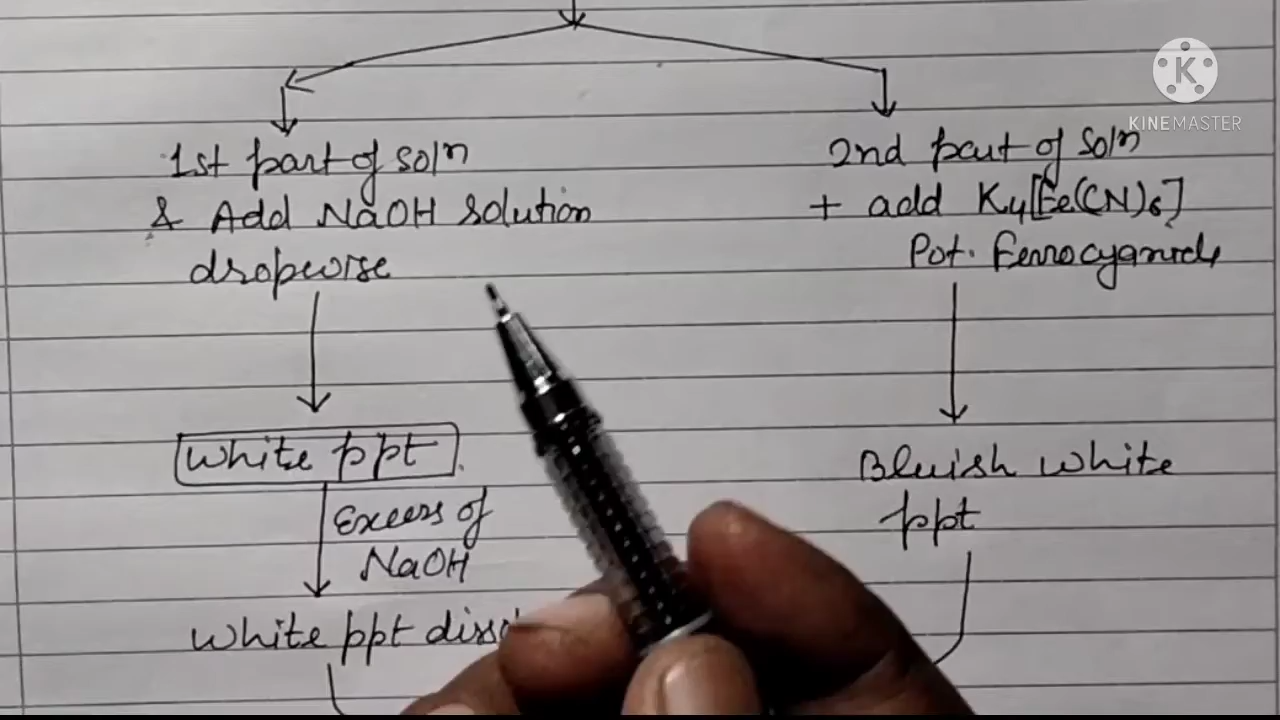 1st part of soln
& Add NaOH solution
dropwise
White ppt.
Excess of
NaOH
White ppt
2nd part of soln
+ add K4[Fe(CN)6]
Pot. Ferrocyanide
Bluish white
ppt
K
KINEMASTER